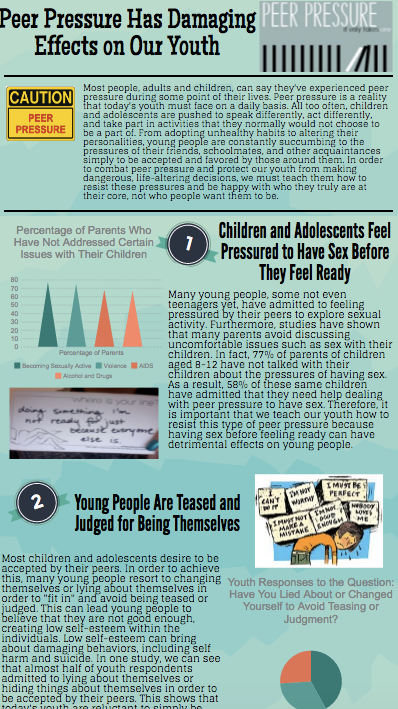 Peer Pressure Has Damaging
Effects on Our Youth
PEER PRESSURE
it only takes one
CAUTION
PEER
PRESSURE
Most people, adults and children, can say they've experienced peer
pressure during some point of their lives. Peer pressure is a reality
that today's youth must face on a daily basis. All too often, children
and adolescents are pushed to speak differently, act differently,
and take part in activities that they normally would not choose to
be a part of. From adopting unhealthy habits to altering their
personalities, young people are constantly succumbing to the
pressures of their friends, schoolmates, and other acquaintances
simply to be accepted and favored by those around them. In order
to combat peer pressure and protect our youth from making
dangerous, life-altering decisions, we must teach them how to
resist these pressures and be happy with who they truly are at
their core, not who people want them to be.
Percentage of Parents Who
Have Not Addressed Certain
Issues with Their Children
80
70
60
50
40
30
20
10
0
Percentage of Parents
Becoming Sexually Active
Violence
AIDS
Alcohol and Drugs
where is your line
doing something I'm
not ready for just
because everyone
else is.
1
Children and Adolescents Feel
Pressured to Have Sex Before
They Feel Ready
Many young people, some not even
teenagers yet, have admitted to feeling
pressured by their peers to explore sexual
activity. Furthermore, studies have shown
that many parents avoid discussing
uncomfortable issues such as sex with their
children. In fact, 77% of parents of children
aged 8-12 have not talked with their
children about the pressures of having sex.
As a result, 58% of these same children
have admitted that they need help dealing
with peer pressure to have sex. Therefore, it
is important that we teach our youth how to
resist this type of peer pressure because
having sex before feeling ready can have
detrimental effects on young people.
2
Young People Are Teased and
Judged for Being Themselves
Most children and adolescents desire to be
accepted by their peers. In order to achieve
this, many young people resort to changing
themselves or lying about themselves in
order to "fit in" and avoid being teased or
judged. This can lead young people to
believe that they are not good enough,
creating low self-esteem within the
individuals. Low self-esteem can bring
about damaging behaviors, including self
harm and suicide. In one study, we can see
that almost half of youth respondents
admitted to lying about themselves or
hiding things about themselves in order to
be accepted by their peers. This shows that
today's youth are reluctant to simply be
I CAN'T DO IT
I'M NOT WORTHY
I MUST BE PERFECT
I MUST NOT MAKE A MISTAKE
I'M NOT GOOD ENOUGH
NOBODY LOVES ME
Youth Responses to the Question:
Have You Lied About or Changed
Yourself to Avoid Teasing or
Judgment?